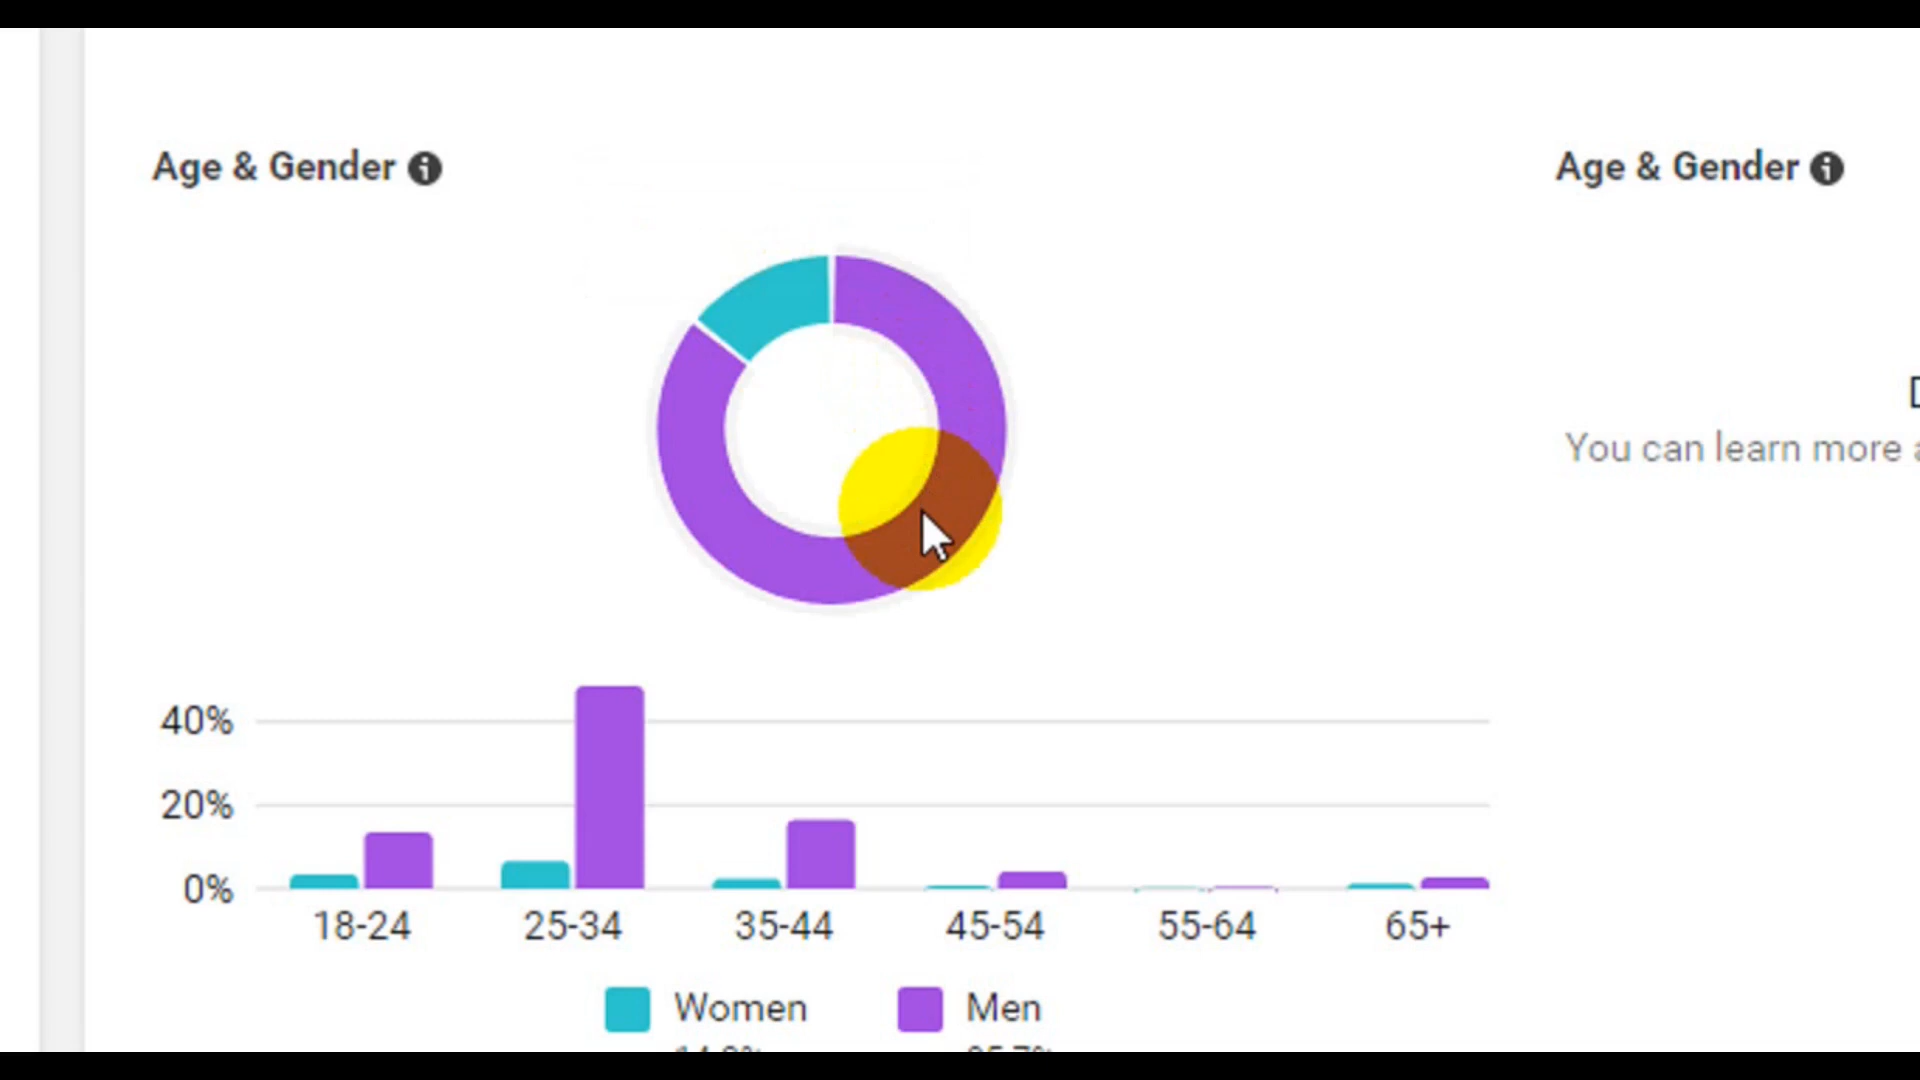 Age & Gender
Age & Gender
You can learn more
40%
20%
0%
18-24 25-34 35-44 45-54 55-64 65+
Women Men